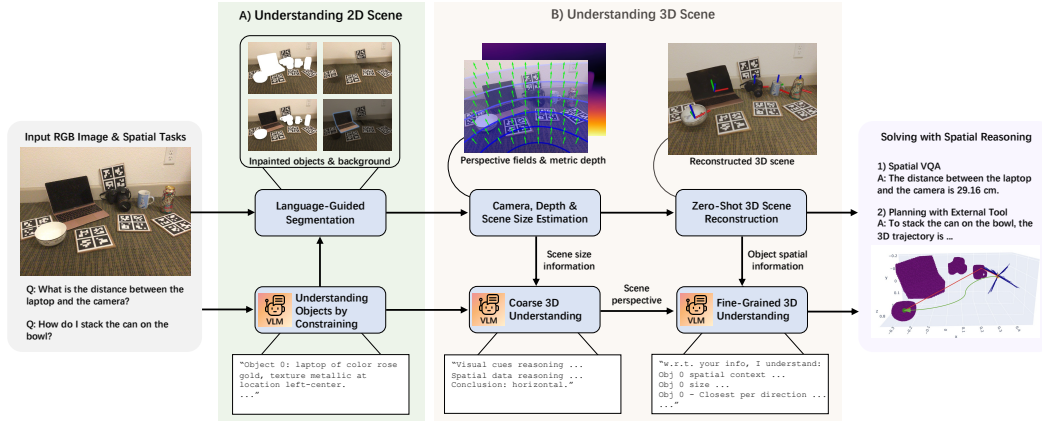 A) Understanding 2D Scene
B) Understanding 3D Scene
Input RGB Image & Spatial Tasks
Q: What is the distance between the
laptop and the camera?
Q: How do I stack the can on the
bowl?
Inpainted objects & background
Language-Guided
Segmentation
VLM
Understanding
Objects by
Constraining
"Object 0: laptop of color rose
gold, texture metallic at
location left-center.
..."
Perspective fields & metric depth
Camera, Depth &
Scene Size Estimation
Scene size
information
VLM
Coarse 3D
Understanding
"Visual cues reasoning ...
Spatial data reasoning ...
Conclusion: horizontal."
Scene
perspective
Reconstructed 3D scene
Zero-Shot 3D Scene
Reconstruction
Object spatial
information
VLM
Fine-Grained 3D
Understanding
"w.r.t. your info, I understand:
Obj 0 spatial context ...
Obj 0 size ...
Obj 0 - Closest per direction ...
..."
Solving with Spatial Reasoning
1) Spatial VQA
A: The distance between the laptop
and the camera is 29.16 cm.
2) Planning with External Tool
A: To stack the can on the bowl, the
3D trajectory is ...